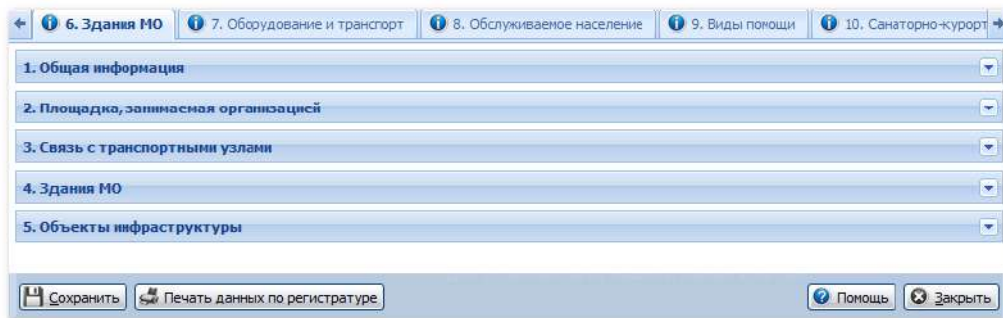 6. Здания МО 7. Оборудование и транспорт 8. Обслуживаемое население 9. Виды помощи 10. Санаторно-курорт
1. Общая информация
2. Площадка, занимаемая организацией
3. Связь с транспортными узлами
4. Здания МО
5. Объекты инфраструктуры
Сохранить Печать данных по регистратуре Помощь Закрыть